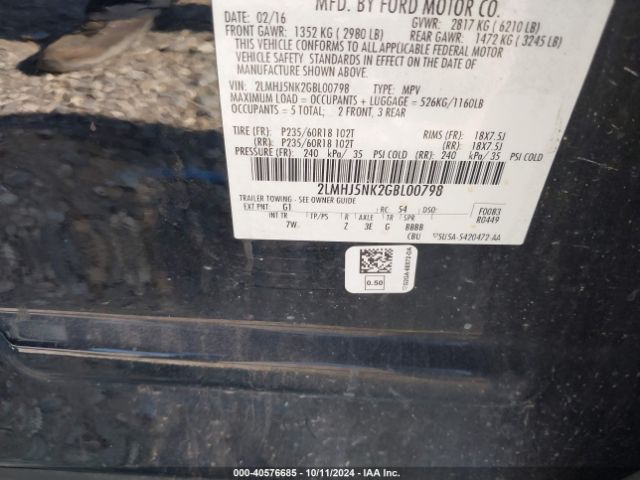 MFD. BY FORD MOTOR CO.
DATE: 02/16 GVWR: 2817 KG ( 6210 LB)
FRONT GAWR: 1352 KG ( 2980 LB) REAR GAWR: 1472 KG ( 3245 LB)
THIS VEHICLE CONFORMS TO ALL APPLICABLE FEDERAL MOTOR
VEHICLE SAFETY STANDARDS IN EFFECT ON THE DATE OF
MANUFACTURE SHOWN ABOVE.
VIN: 2LMHJ5NK2GBL00798 TYPE: MPV
MAXIMUM LOAD = OCCUPANTS + LUGGAGE = 526KG/1160LB
OCCUPANTS = 5 TOTAL; 2 FRONT, 3 REAR
TIRE (FR): P235/60R18 102T RIMS (FR): 18X7.5J
(RR): P235/60R18 102T (RR): 18X7.5J
PRESSURE (FR): 240 kPa/ 35 PSI COLD (RR): 240 kPa/ 35 PSI COLD
2LMHJ5NK2GBL00798
TRAILER TOWING - SEE OWNER GUIDE
EXT PNT: G1 RC: 54 DSO: F0083
INT TR TP/PS R AXLE TR SPR R0449
7W Z 3E G BBBB
CBU 5U5A-5420472-AA
0.50
000-40576685 - 10/11/2024 - IAAI.com